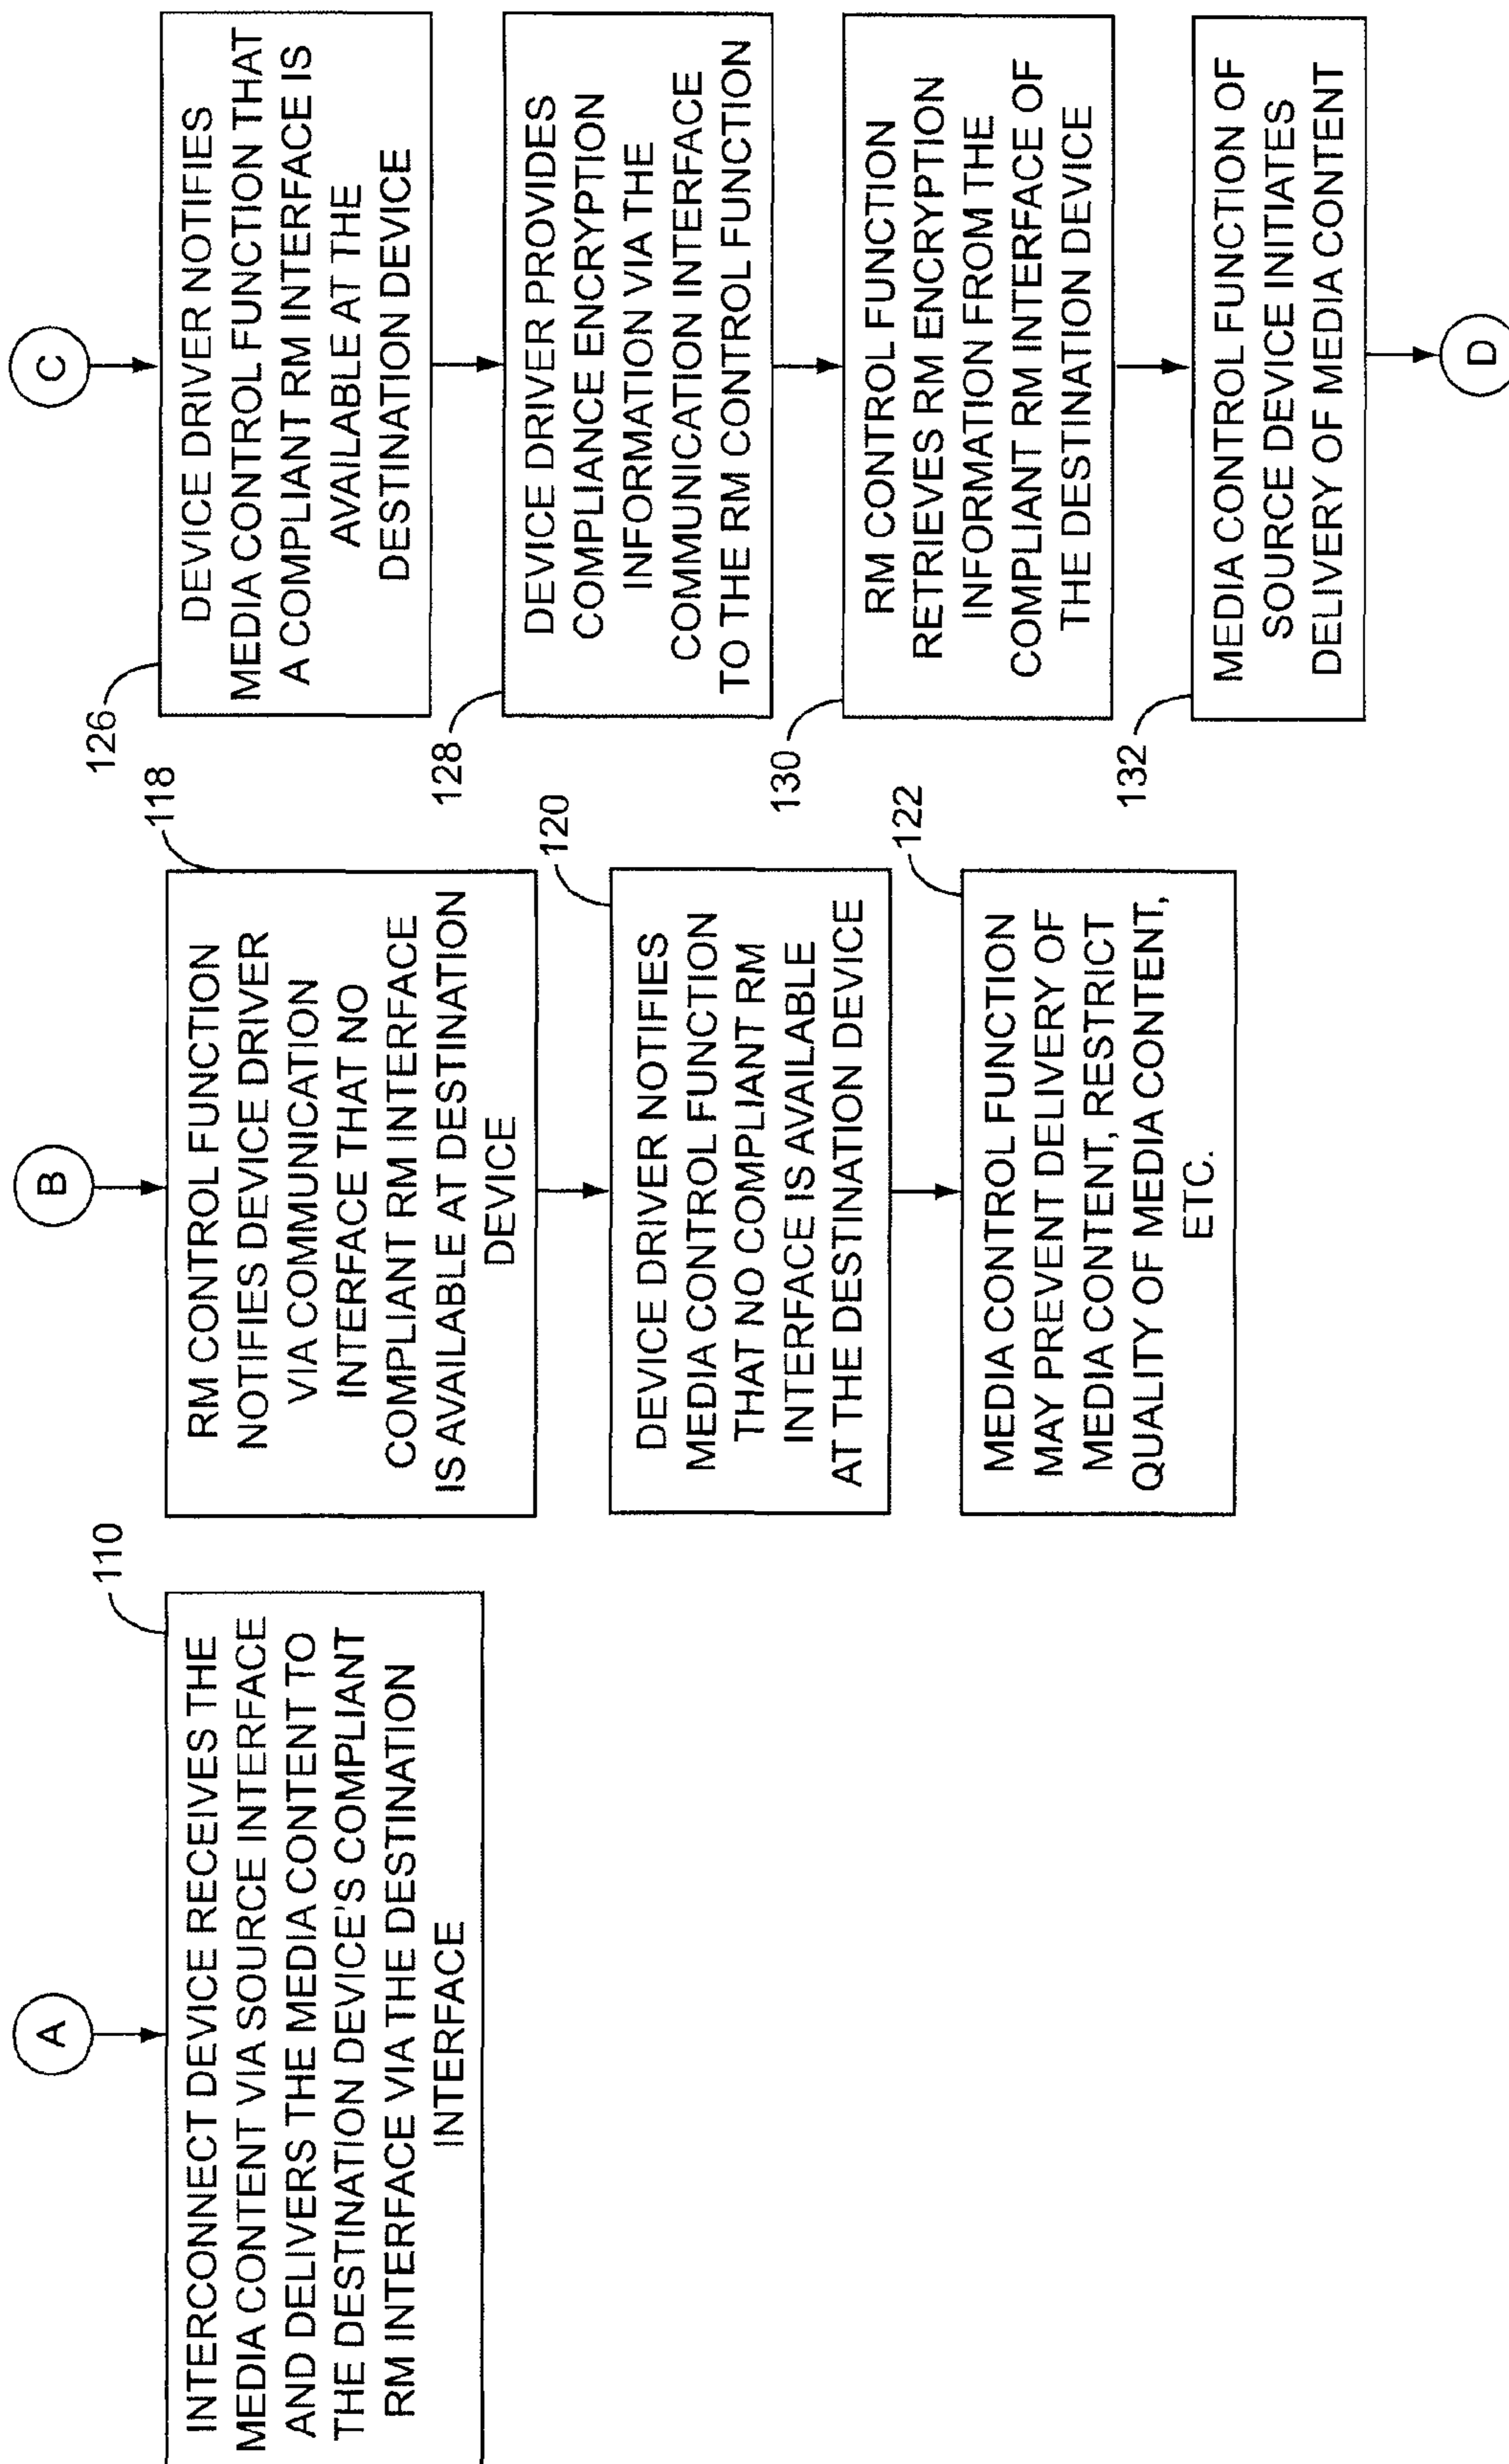 A
110
INTERCONNECT DEVICE RECEIVES THE
MEDIA CONTENT VIA SOURCE INTERFACE
AND DELIVERS THE MEDIA CONTENT TO
THE DESTINATION DEVICE'S COMPLIANT
RM INTERFACE VIA THE DESTINATION
INTERFACE
B
118
RM CONTROL FUNCTION
NOTIFIES DEVICE DRIVER
VIA COMMUNICATION
INTERFACE THAT NO
COMPLIANT RM INTERFACE
IS AVAILABLE AT DESTINATION
DEVICE
120
DEVICE DRIVER NOTIFIES
MEDIA CONTROL FUNCTION
THAT NO COMPLIANT RM
INTERFACE IS AVAILABLE
AT THE DESTINATION DEVICE
122
MEDIA CONTROL FUNCTION
MAY PREVENT DELIVERY OF
MEDIA CONTENT, RESTRICT
QUALITY OF MEDIA CONTENT,
ETC.
C
126
DEVICE DRIVER NOTIFIES
MEDIA CONTROL FUNCTION THAT
A COMPLIANT RM INTERFACE IS
AVAILABLE AT THE
DESTINATION DEVICE
128
DEVICE DRIVER PROVIDES
COMPLIANCE ENCRYPTION
INFORMATION VIA THE
COMMUNICATION INTERFACE
TO THE RM CONTROL FUNCTION
130
RM CONTROL FUNCTION
RETRIEVES RM ENCRYPTION
INFORMATION FROM THE
COMPLIANT RM INTERFACE OF
THE DESTINATION DEVICE
132
MEDIA CONTROL FUNCTION OF
SOURCE DEVICE INITIATES
DELIVERY OF MEDIA CONTENT
D